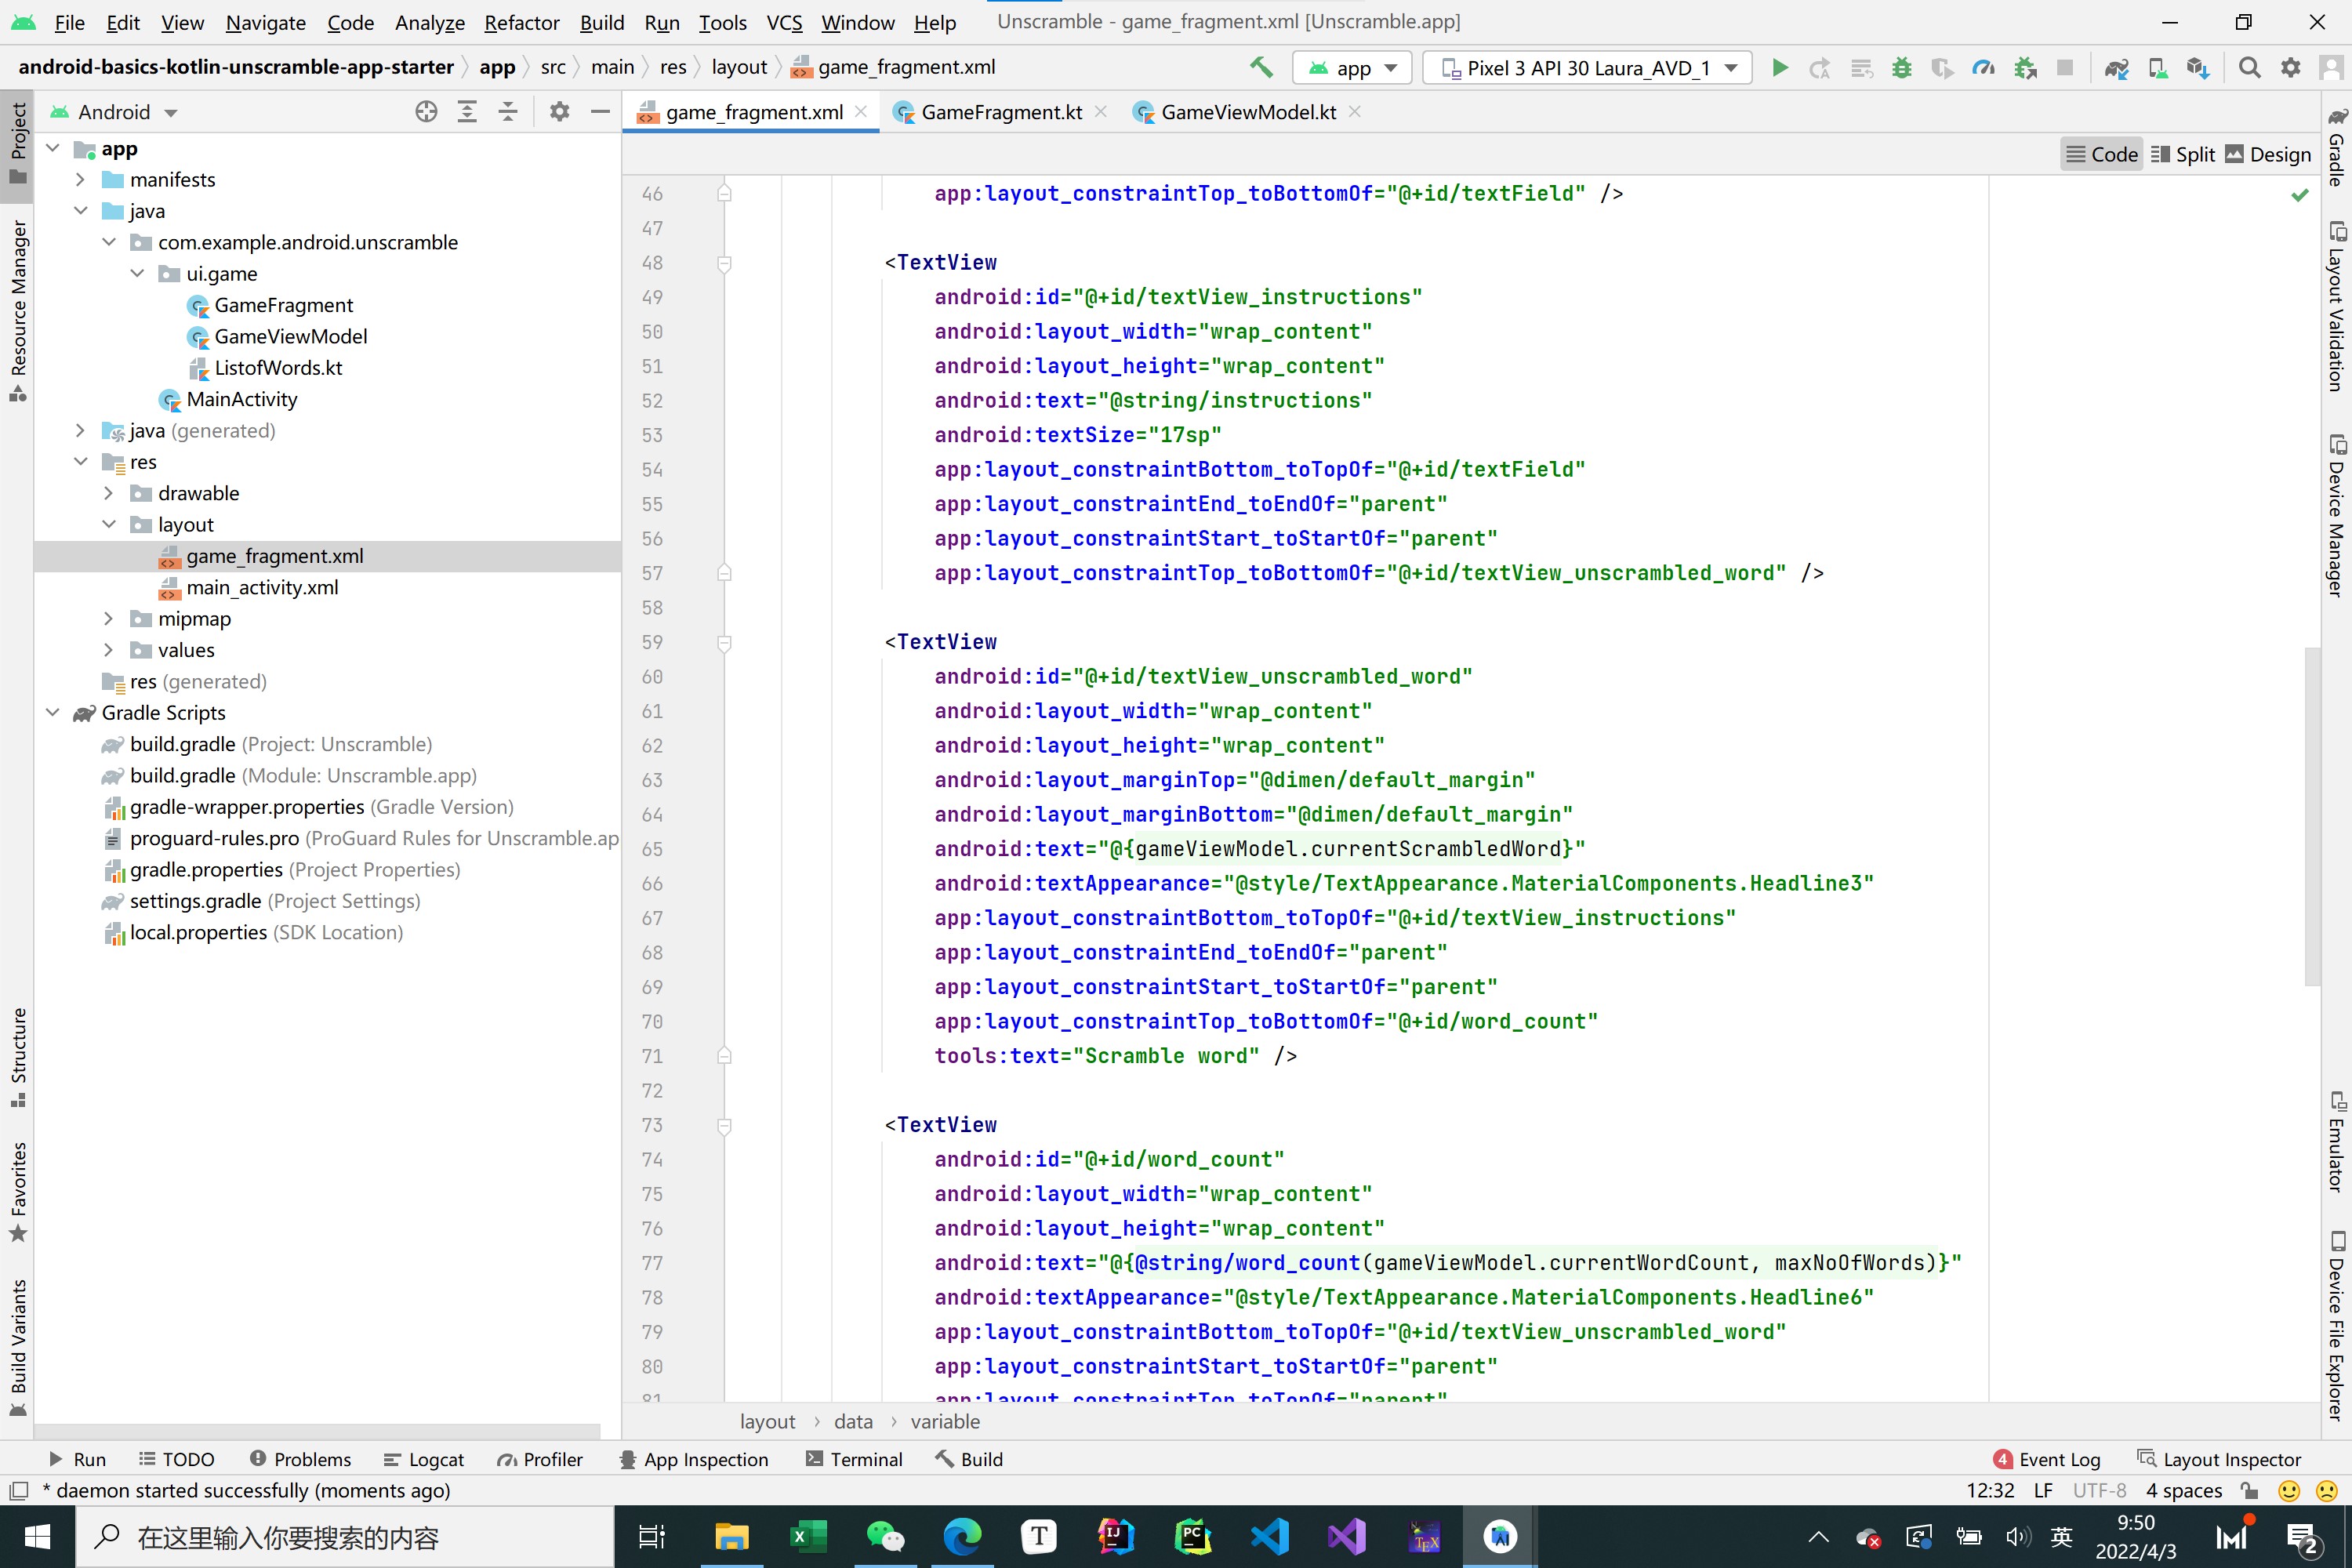 File Edit View Navigate Code Analyze Refactor Build Run Tools VCS Window Help Unscramble - game_fragment.xml [Unscramble.app]
android-basics-kotlin-unscramble-app-starter app src main res layout game_fragment.xml app Pixel 3 API 30 Laura_AVD_1
Android
game_fragment.xml GameFragment.kt GameViewModel.kt
Code Split Design
Project
Resource Manager
Structure
Favorites
Build Variants
app
manifests
java
com.example.android.unscramble
ui.game
GameFragment
GameViewModel
ListofWords.kt
MainActivity
java (generated)
res
drawable
layout
game_fragment.xml
main_activity.xml
mipmap
values
res (generated)
Gradle Scripts
build.gradle (Project: Unscramble)
build.gradle (Module: Unscramble.app)
gradle-wrapper.properties (Gradle Version)
proguard-rules.pro (ProGuard Rules for Unscramble.ap
gradle.properties (Project Properties)
settings.gradle (Project Settings)
local.properties (SDK Location)
46 app:layout_constraintTop_toBottomOf="@+id/textField" />
47
48 <TextView
49 android:id="@+id/textView_instructions"
50 android:layout_width="wrap_content"
51 android:layout_height="wrap_content"
52 android:text="@string/instructions"
53 android:textSize="17sp"
54 app:layout_constraintBottom_toTopOf="@+id/textField"
55 app:layout_constraintEnd_toEndOf="parent"
56 app:layout_constraintStart_toStartOf="parent"
57 app:layout_constraintTop_toBottomOf="@+id/textView_unscrambled_word" />
58
59 <TextView
60 android:id="@+id/textView_unscrambled_word"
61 android:layout_width="wrap_content"
62 android:layout_height="wrap_content"
63 android:layout_marginTop="@dimen/default_margin"
64 android:layout_marginBottom="@dimen/default_margin"
65 android:text="@{gameViewModel.currentScrambledWord}"
66 android:textAppearance="@style/TextAppearance.MaterialComponents.Headline3"
67 app:layout_constraintBottom_toTopOf="@+id/textView_instructions"
68 app:layout_constraintEnd_toEndOf="parent"
69 app:layout_constraintStart_toStartOf="parent"
70 app:layout_constraintTop_toBottomOf="@+id/word_count"
71 tools:text="Scramble word" />
72
73 <TextView
74 android:id="@+id/word_count"
75 android:layout_width="wrap_content"
76 android:layout_height="wrap_content"
77 android:text="@{@string/word_count(gameViewModel.currentWordCount, maxNoOfWords)}"
78 android:textAppearance="@style/TextAppearance.MaterialComponents.Headline6"
79 app:layout_constraintBottom_toTopOf="@+id/textView_unscrambled_word"
80 app:layout_constraintStart_toStartOf="parent"
81 app:layout_constraintTop_toTopOf="parent"
layout data variable
Gradle
Layout Validation
Device Manager
Emulator
Device File Explorer
Run TODO Problems Logcat Profiler App Inspection Terminal Build 4 Event Log Layout Inspector
* daemon started successfully (moments ago) 12:32 LF UTF-8 4 spaces
在这里输入你要搜索的内容 英 9:50
2022/4/3 2